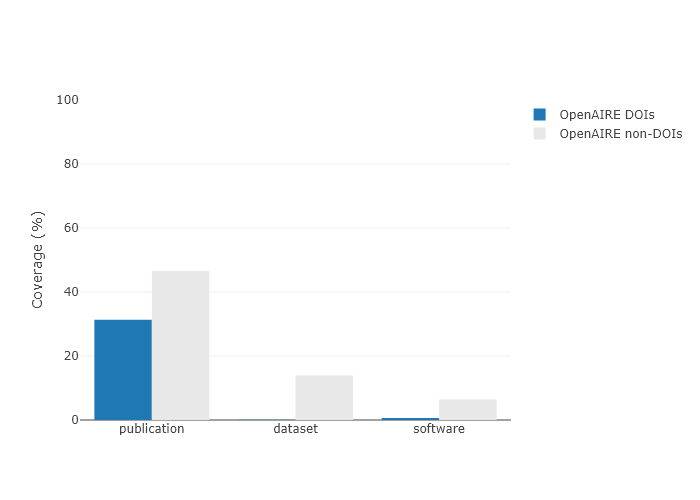 100
80
60
40
20
0
Coverage (%)
publication
dataset
software
OpenAIRE DOIs
OpenAIRE non-DOIs